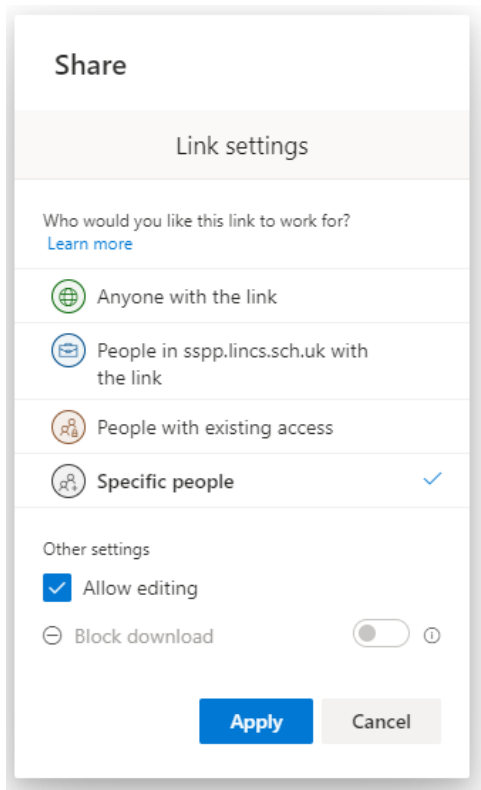 Share
Link settings
Who would you like this link to work for?
Learn more
Anyone with the link
People in sspp.lincs.sch.uk with
the link
People with existing access
Specific people
Other settings
Allow editing
Block download
Apply
Cancel